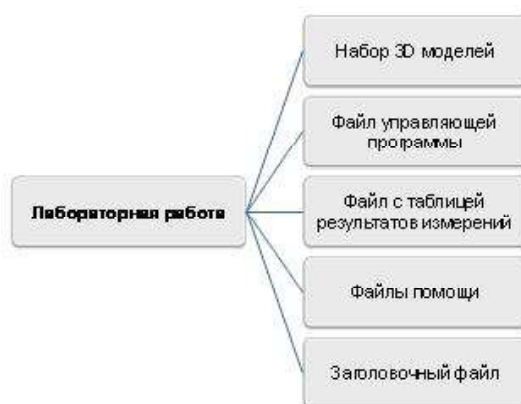 Набор 3D моделей
Файл управляющей
программы
Лабораторная работа
Файл с таблицей
результатов измерений
Файлы помощи
Заголовочный файл